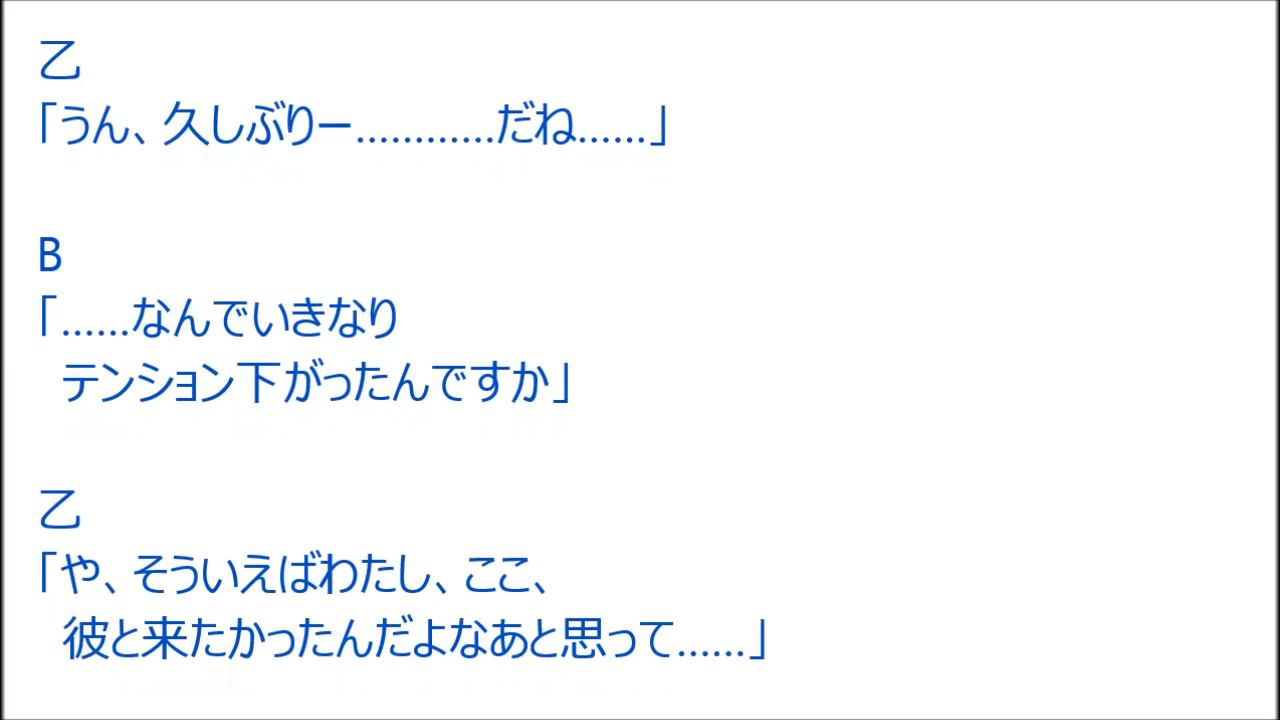 乙
「うん、久しぶりー…………だね……」
B
「……なんでいきなり
テンション下がったんですか」
乙
「や、そういえばわたし、ここ、
彼と来たかったんだよなあと思って……」